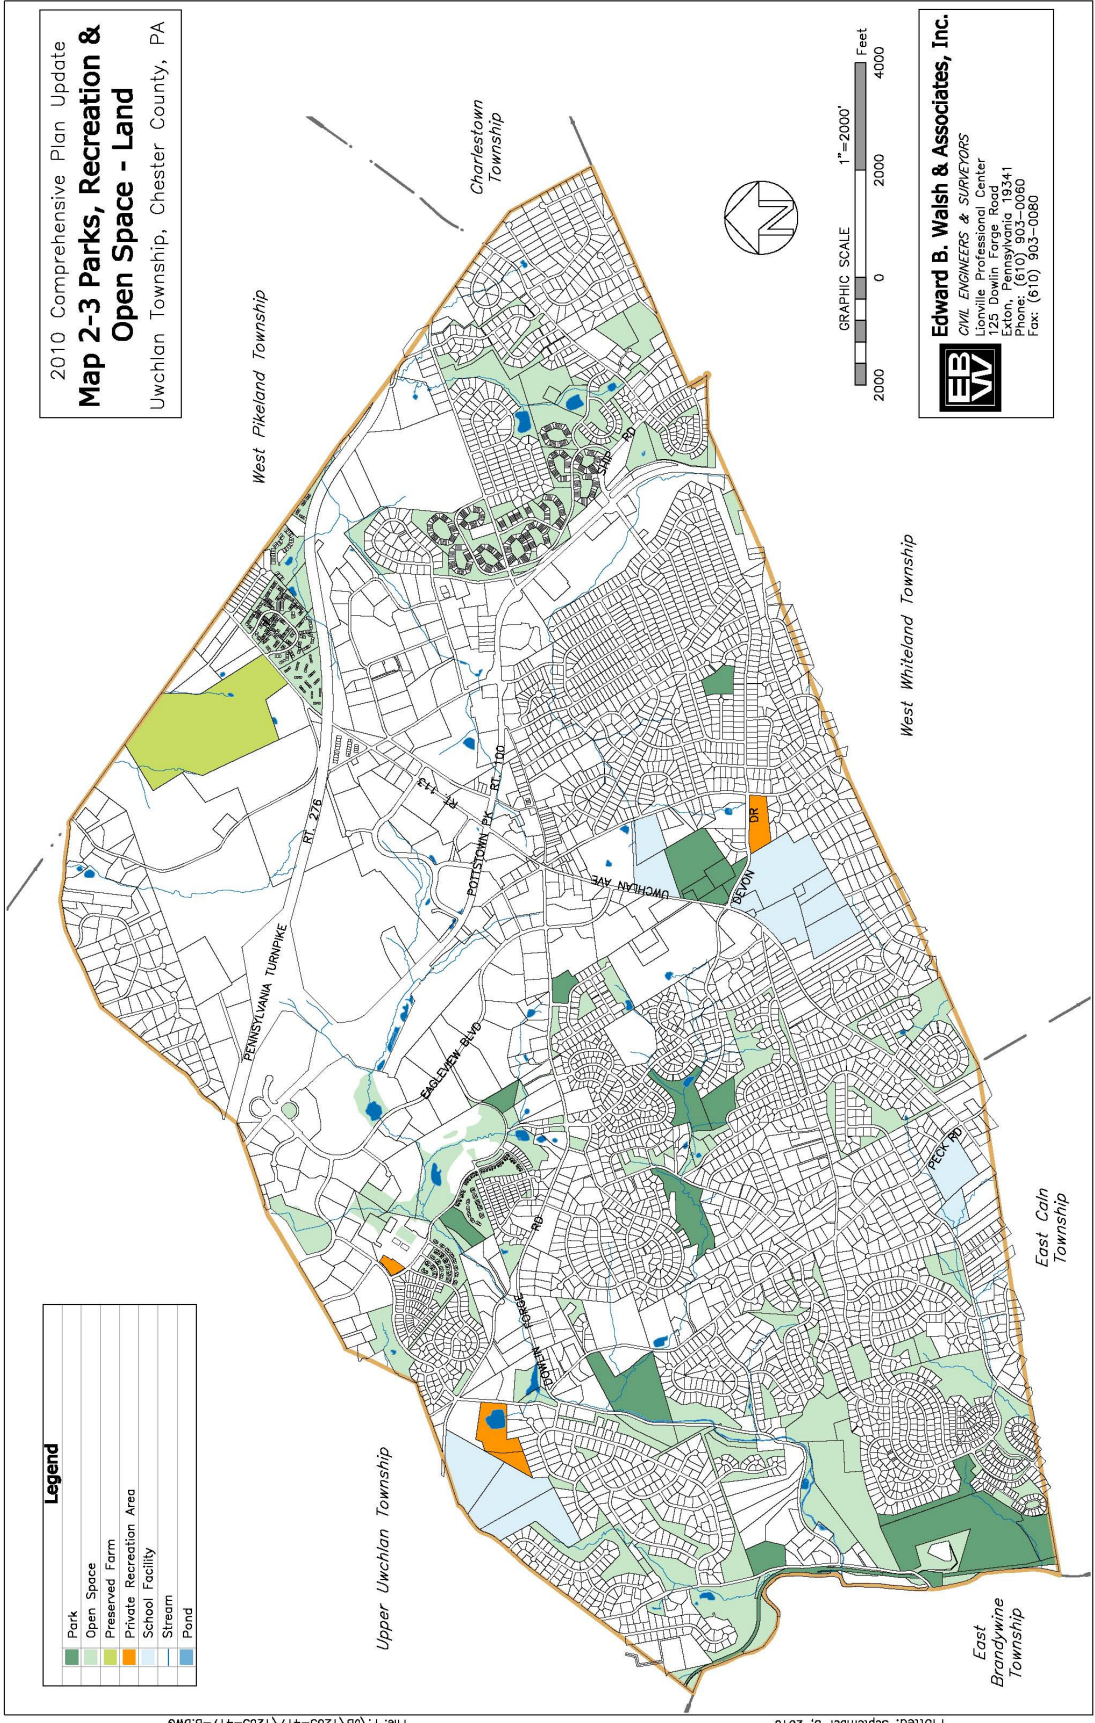 2010 Comprehensive Plan Update
Map 2-3 Parks, Recreation &
Open Space - Land
Uwchlan Township, Chester County, PA
Charlestown
Township
West Pikeland Township
West Whiteland Township
East Caln
Township
East
Brandywine
Township
Upper Uwchlan Township
PENNSYLVANIA TURNPIKE
RT. 276
RT. 113
POTTSTOWN PK
RT. 100
SHIP RD
EAGLEVIEW BLVD
UWCHLAN AVE
DEVON DR
DOWLIN FORGE RD
PECK RD
Legend
Park
Open Space
Preserved Farm
Private Recreation Area
School Facility
Stream
Pond
N
GRAPHIC SCALE 1"=2000'
2000 0 2000 4000 Feet
EB
W
Edward B. Walsh & Associates, Inc.
CIVIL ENGINEERS & SURVEYORS
Lionville Professional Center
125 Dowlin Forge Road
Exton, Pennsylvania 19341
Phone: (610) 903-0060
Fax: (610) 903-0080